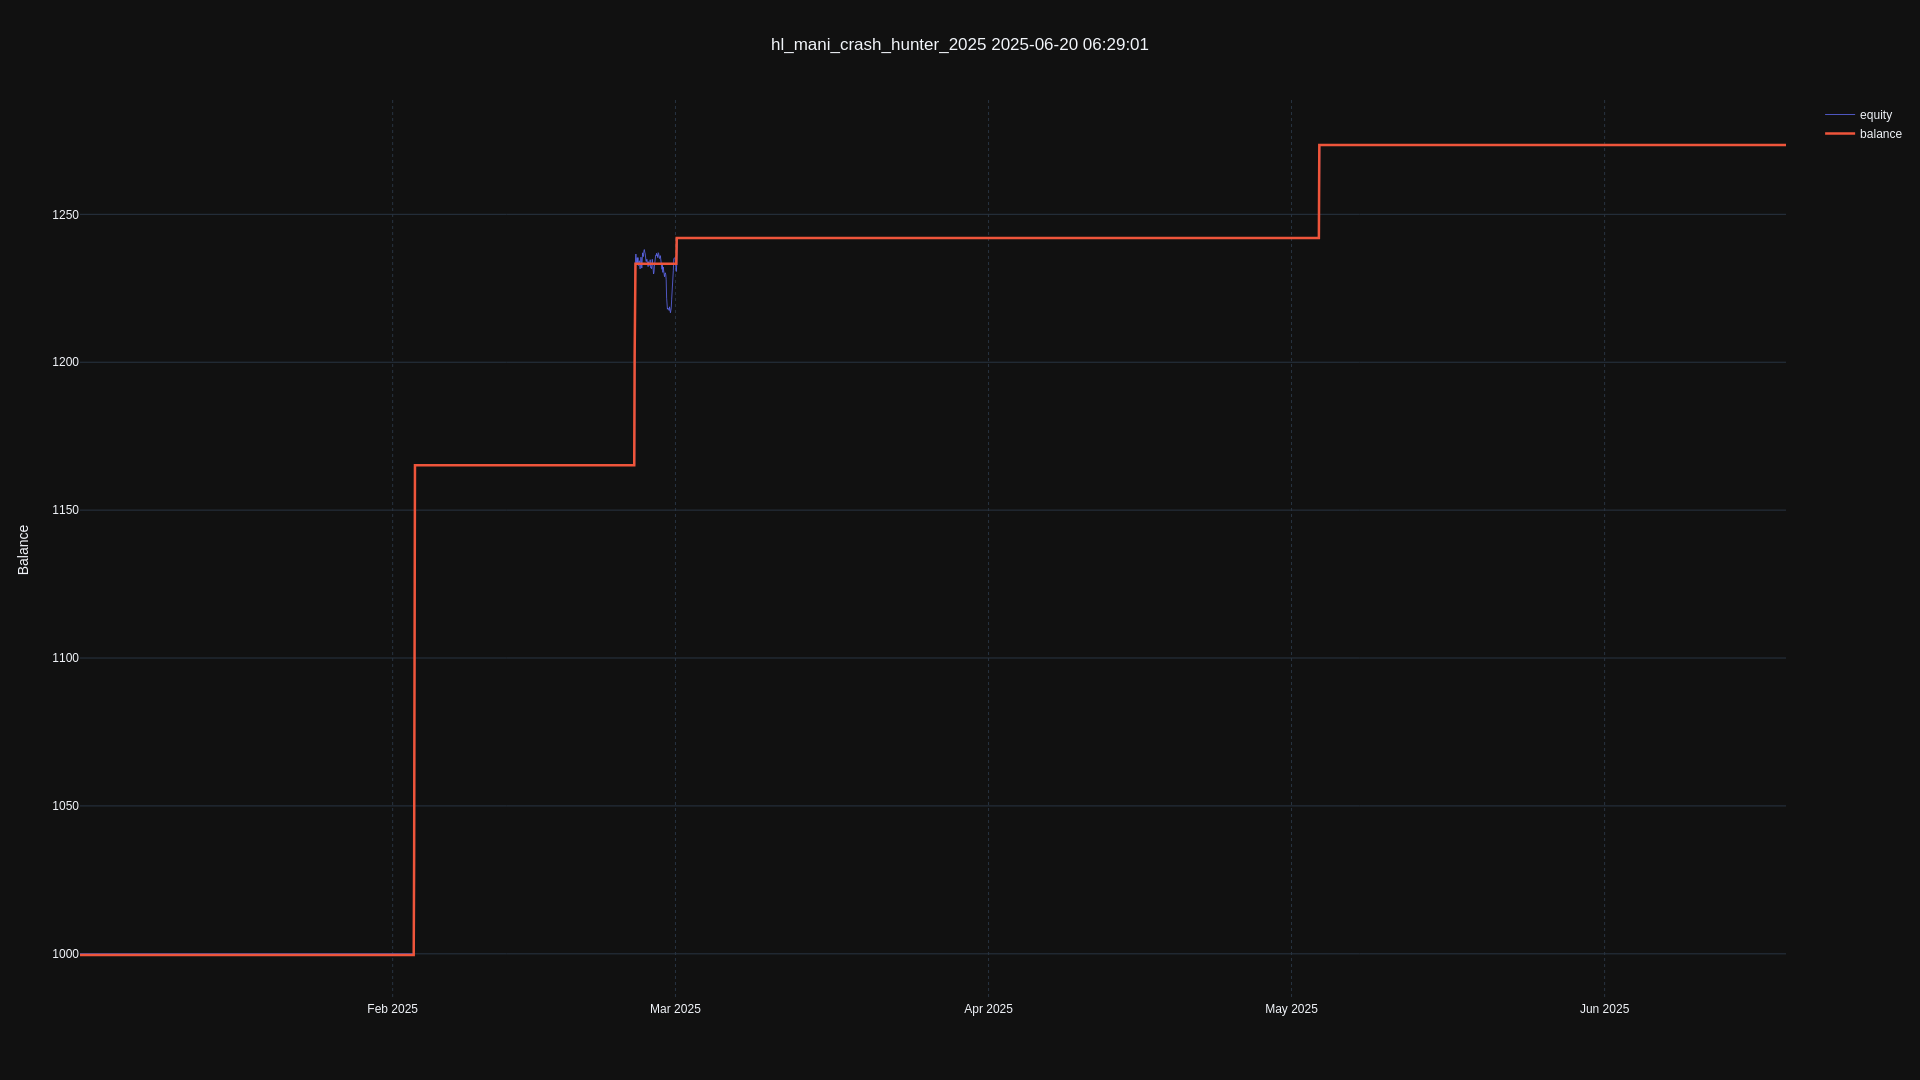 hl_mani_crash_hunter_2025 2025-06-20 06:29:01
equity
balance
1250
1200
1150
1100
1050
1000
Balance
Feb 2025
Mar 2025
Apr 2025
May 2025
Jun 2025